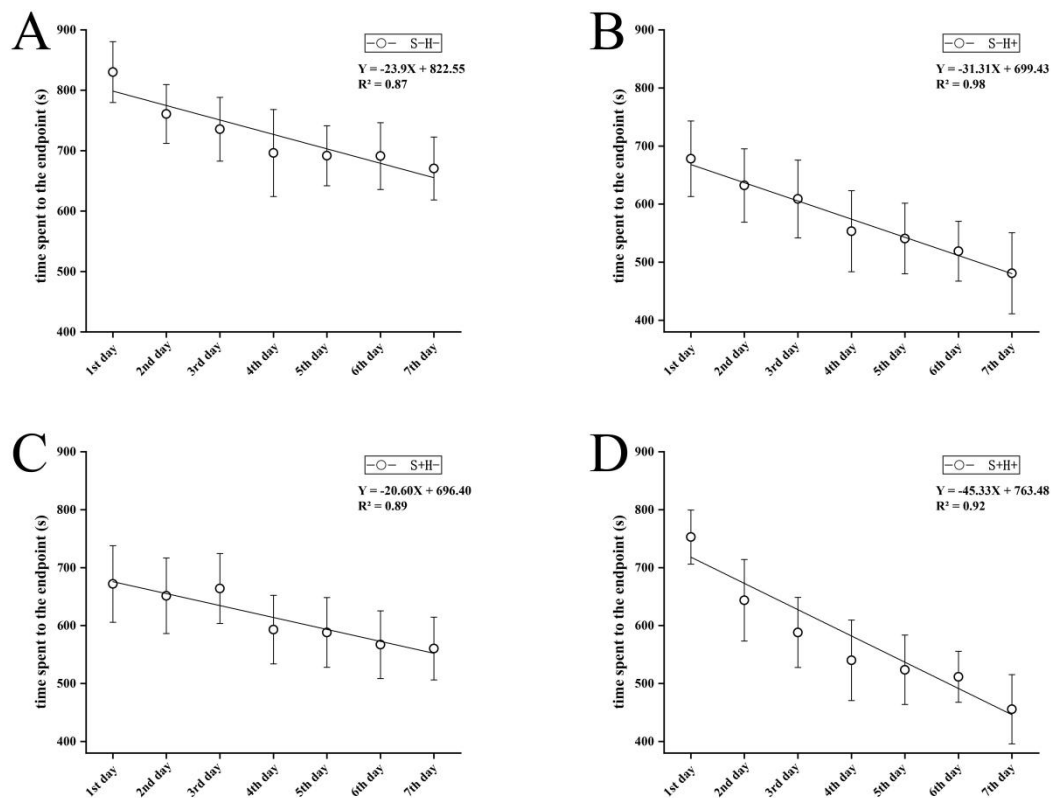 A
900
800
700
600
500
400
time spent to the endpoint (s)
S-H-
Y = -23.9X + 822.55
R² = 0.87
1st day
2nd day
3rd day
4th day
5th day
6th day
7th day
B
900
800
700
600
500
400
time spent to the endpoint (s)
S-H+
Y = -31.31X + 699.43
R² = 0.98
1st day
2nd day
3rd day
4th day
5th day
6th day
7th day
C
900
800
700
600
500
400
time spent to the endpoint (s)
S+H-
Y = -20.60X + 696.40
R² = 0.89
1st day
2nd day
3rd day
4th day
5th day
6th day
7th day
D
900
800
700
600
500
400
time spent to the endpoint (s)
S+H+
Y = -45.33X + 763.48
R² = 0.92
1st day
2nd day
3rd day
4th day
5th day
6th day
7th day